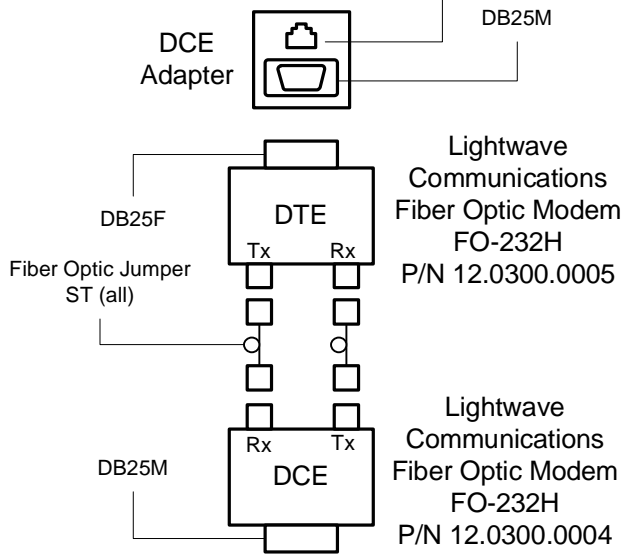 DB25M
DCE
Adapter
Lightwave
Communications
Fiber Optic Modem
FO-232H
P/N 12.0300.0005
DTE
Tx Rx
DB25F
Fiber Optic Jumper
ST (all)
Rx Tx
DCE
DB25M
Lightwave
Communications
Fiber Optic Modem
FO-232H
P/N 12.0300.0004